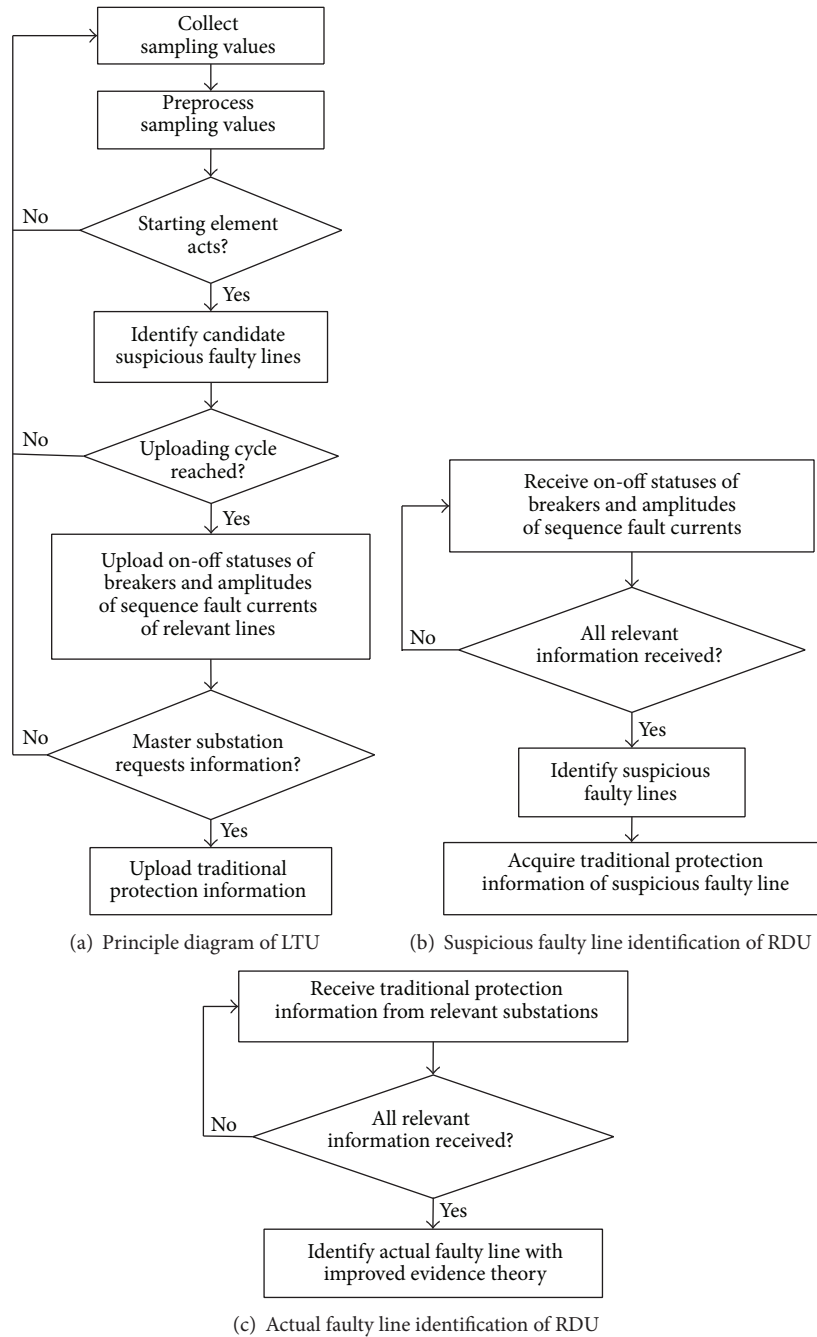 Collect
sampling values
Preprocess
sampling values
Starting element
acts?
No
Yes
Identify candidate
suspicious faulty lines
Uploading cycle
reached?
No
Yes
Upload on-off statuses of
breakers and amplitudes
of sequence fault currents
of relevant lines
Master substation
requests information?
No
Yes
Upload traditional
protection information
(a) Principle diagram of LTU
Receive on-off statuses of
breakers and amplitudes
of sequence fault currents
All relevant
information received?
No
Yes
Identify suspicious
faulty lines
Acquire traditional protection
information of suspicious faulty line
(b) Suspicious faulty line identification of RDU
Receive traditional protection
information from relevant substations
All relevant
information received?
No
Yes
Identify actual faulty line with
improved evidence theory
(c) Actual faulty line identification of RDU